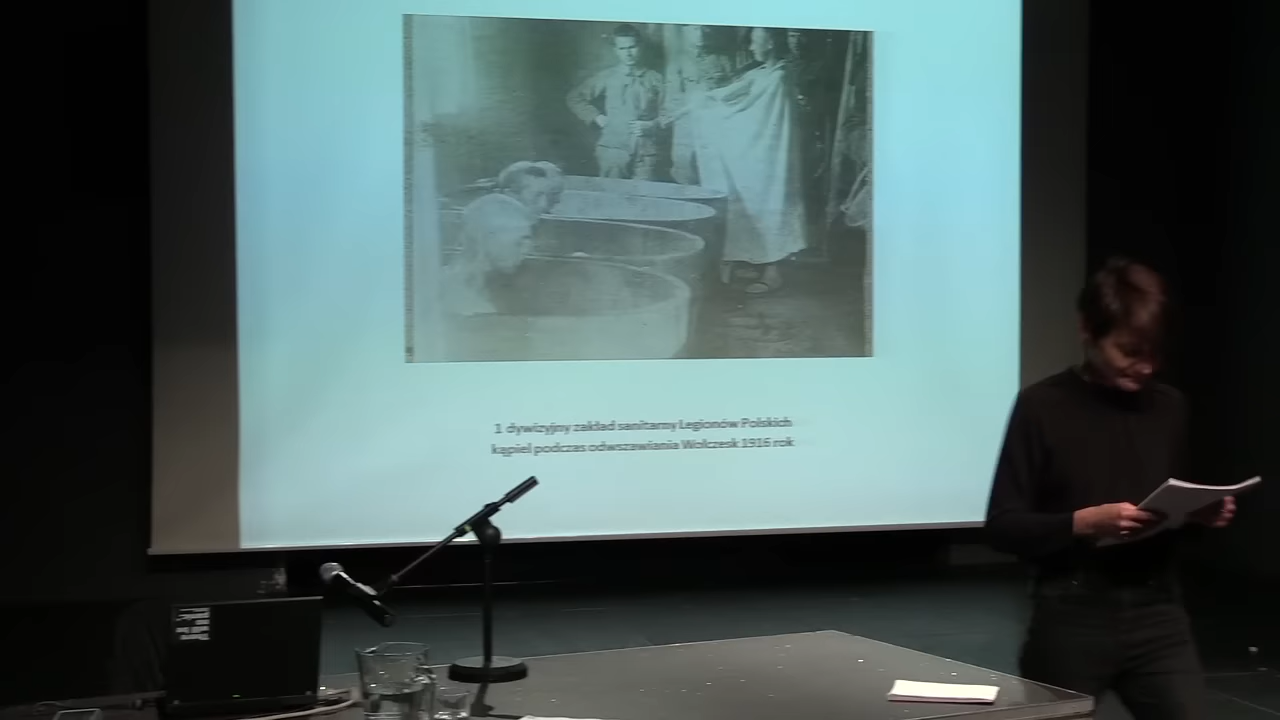 1 dywizyjny zakład sanitarny Legionów Polskich
kąpiel podczas odwszawiania Wołczesk 1916 rok